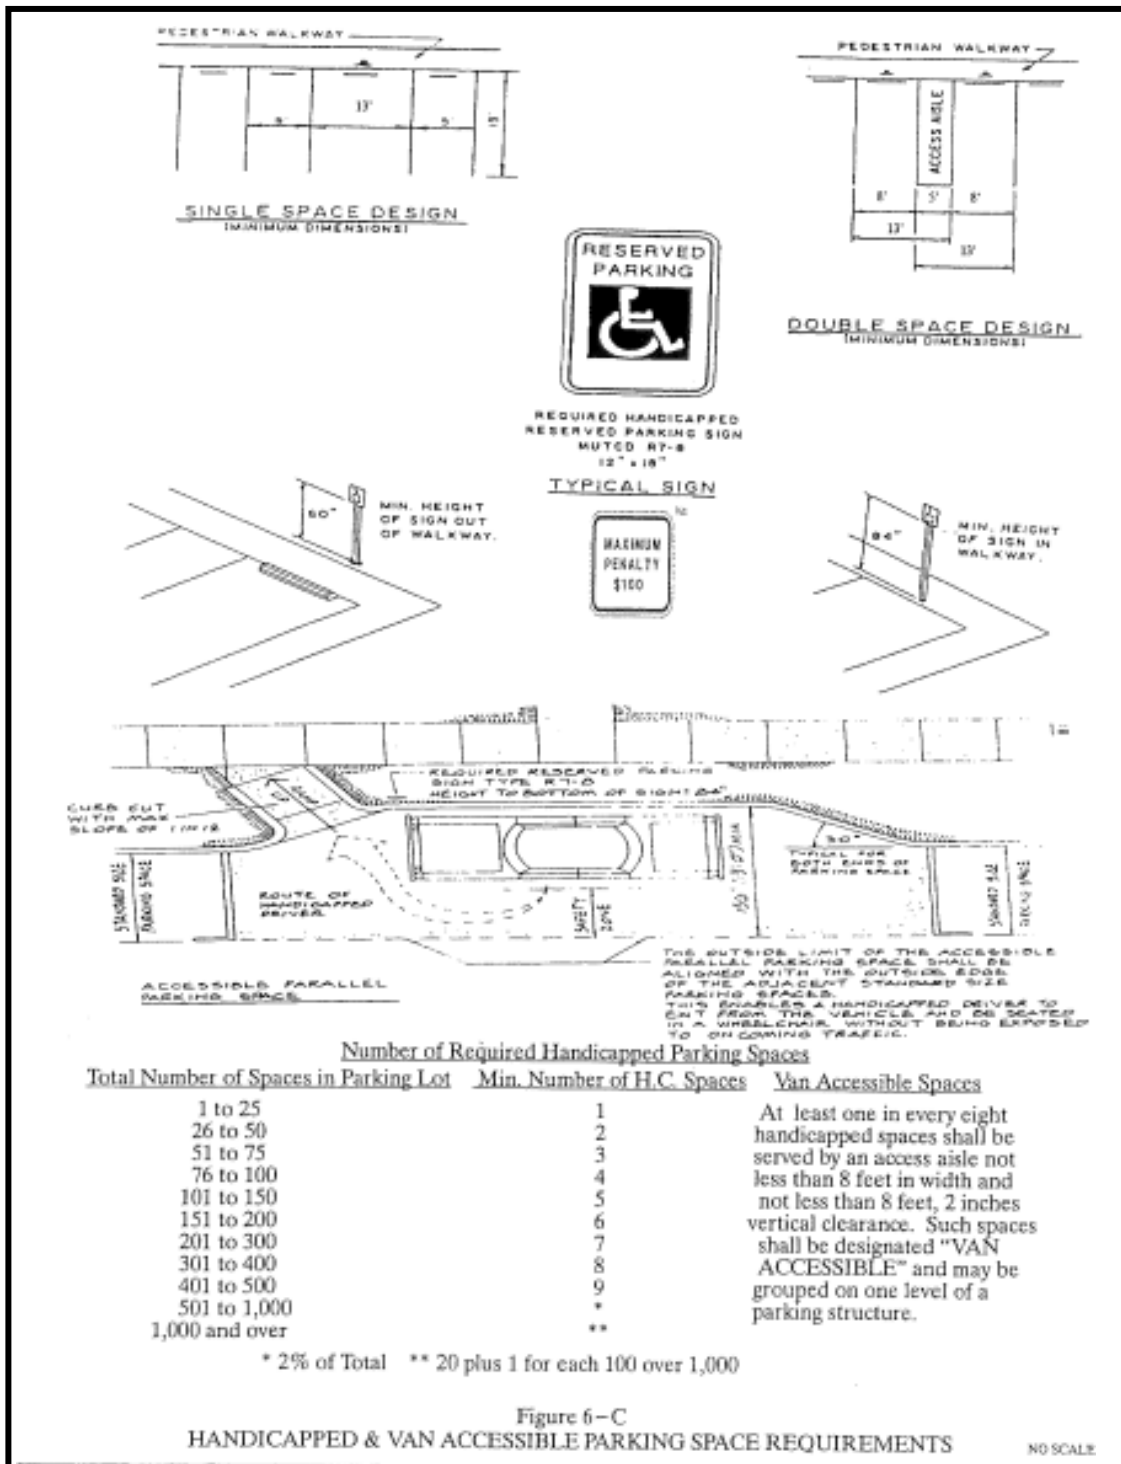 PEDESTRIAN WALKWAY
13'
SINGLE SPACE DESIGN
(MINIMUM DIMENSIONS)
PEDESTRIAN WALKWAY
ACCESS AISLE
8' 5' 8'
13'
13'
DOUBLE SPACE DESIGN
(MINIMUM DIMENSIONS)
RESERVED
PARKING
REQUIRED HANDICAPPED
RESERVED PARKING SIGN
MUTCD R7-8
12" x 18"
TYPICAL SIGN
60"
MIN. HEIGHT
OF SIGN OUT
OF WALKWAY.
MAXIMUM
PENALTY
$100
84"
MIN. HEIGHT
OF SIGN IN
WALKWAY.
REQUIRED RESERVED PARKING
SIGN TYPE R7-8
HEIGHT TO BOTTOM OF SIGN: 84"
CURB CUT
WITH MAX
SLOPE OF 1 IN 12
30°
TYPICAL FOR
BOTH ENDS OF
PARKING SPACE
STANDARD SIZE
PARKING SPACE
ROUTE OF
HANDICAPPED
DRIVER
SAFETY
ZONE
STANDARD SIZE
PARKING SPACE
ACCESSIBLE PARALLEL
PARKING SPACE
THE OUTSIDE LIMIT OF THE ACCESSIBLE
PARALLEL PARKING SPACE SHALL BE
ALIGNED WITH THE OUTSIDE EDGE
OF THE ADJACENT STANDARD SIZE
PARKING SPACES.
THIS ENABLES A HANDICAPPED DRIVER TO
EXIT FROM THE VEHICLE AND BE SEATED
IN A WHEELCHAIR WITHOUT BEING EXPOSED
TO ONCOMING TRAFFIC.
Number of Required Handicapped Parking Spaces
Total Number of Spaces in Parking Lot Min. Number of H.C. Spaces Van Accessible Spaces
1 to 25 1 At least one in every eight
26 to 50 2 handicapped spaces shall be
51 to 75 3 served by an access aisle not
76 to 100 4 less than 8 feet in width and
101 to 150 5 not less than 8 feet, 2 inches
151 to 200 6 vertical clearance. Such spaces
201 to 300 7 shall be designated "VAN
301 to 400 8 ACCESSIBLE" and may be
401 to 500 9 grouped on one level of a
501 to 1,000 * parking structure.
1,000 and over **
* 2% of Total ** 20 plus 1 for each 100 over 1,000
Figure 6-C
HANDICAPPED & VAN ACCESSIBLE PARKING SPACE REQUIREMENTS
NO SCALE